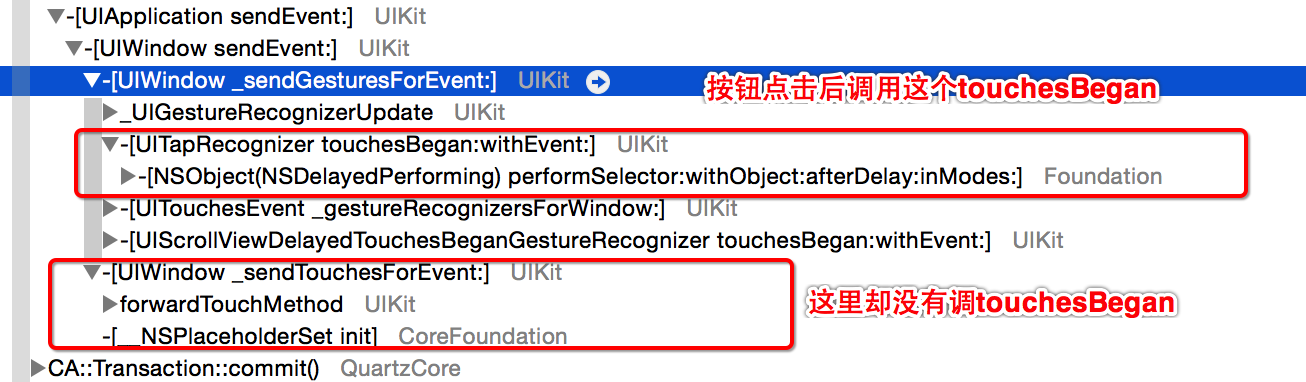 -[UIApplication sendEvent:] UIKit
-[UIWindow sendEvent:] UIKit
-[UIWindow _sendGesturesForEvent:] UIKit
按钮点击后调用这个touchesBegan
_UIGestureRecognizerUpdate UIKit
-[UITapRecognizer touchesBegan:withEvent:] UIKit
-[NSObject(NSDelayedPerforming) performSelector:withObject:afterDelay:inModes:] Foundation
-[UITouchesEvent _gestureRecognizersForWindow:] UIKit
-[UIScrollViewDelayedTouchesBeganGestureRecognizer touchesBegan:withEvent:] UIKit
-[UIWindow _sendTouchesForEvent:] UIKit
forwardTouchMethod UIKit
这里却没有调touchesBegan
-[__NSPlaceholderSet init] CoreFoundation
CA::Transaction::commit() QuartzCore